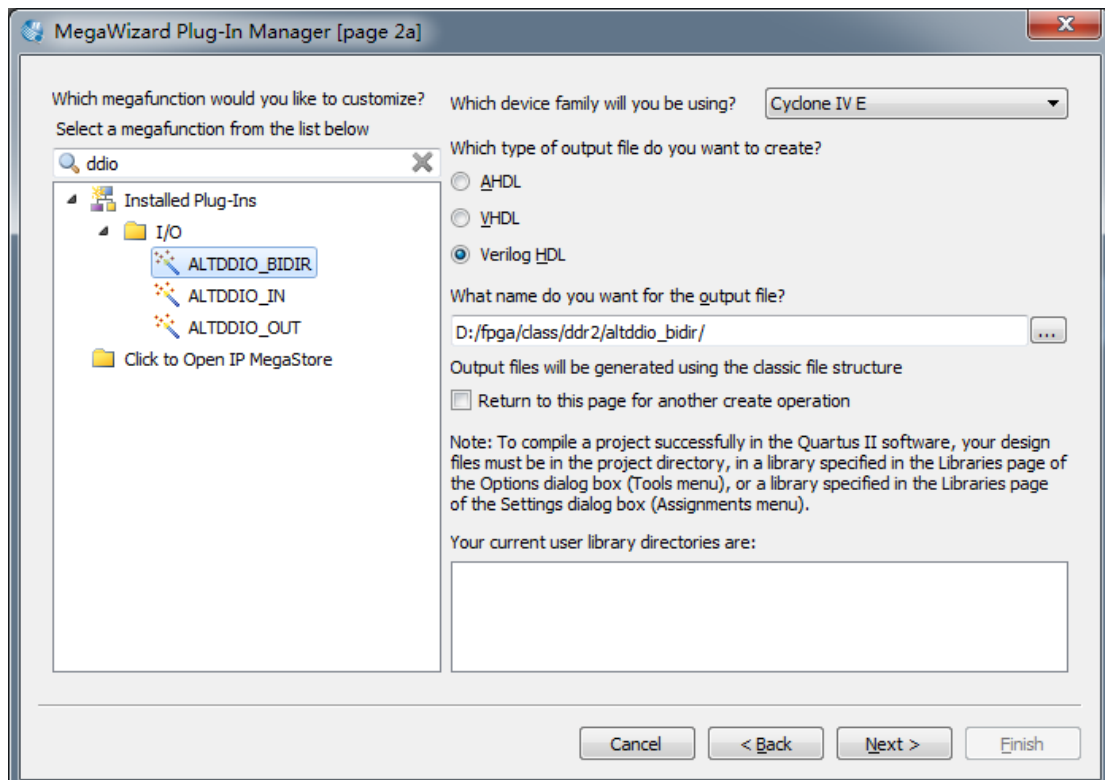 MegaWizard Plug-In Manager [page 2a]
Which megafunction would you like to customize?
Select a megafunction from the list below
ddio
Installed Plug-Ins
I/O
ALTDDIO_BIDIR
ALTDDIO_IN
ALTDDIO_OUT
Click to Open IP MegaStore
Which device family will you be using?
Cyclone IV E
Which type of output file do you want to create?
AHDL
VHDL
Verilog HDL
What name do you want for the output file?
D:/fpga/class/ddr2/altddio_bidir/
...
Output files will be generated using the classic file structure
Return to this page for another create operation
Note: To compile a project successfully in the Quartus II software, your design
files must be in the project directory, in a library specified in the Libraries page of
the Options dialog box (Tools menu), or a library specified in the Libraries page
of the Settings dialog box (Assignments menu).
Your current user library directories are:
Cancel
< Back
Next >
Finish